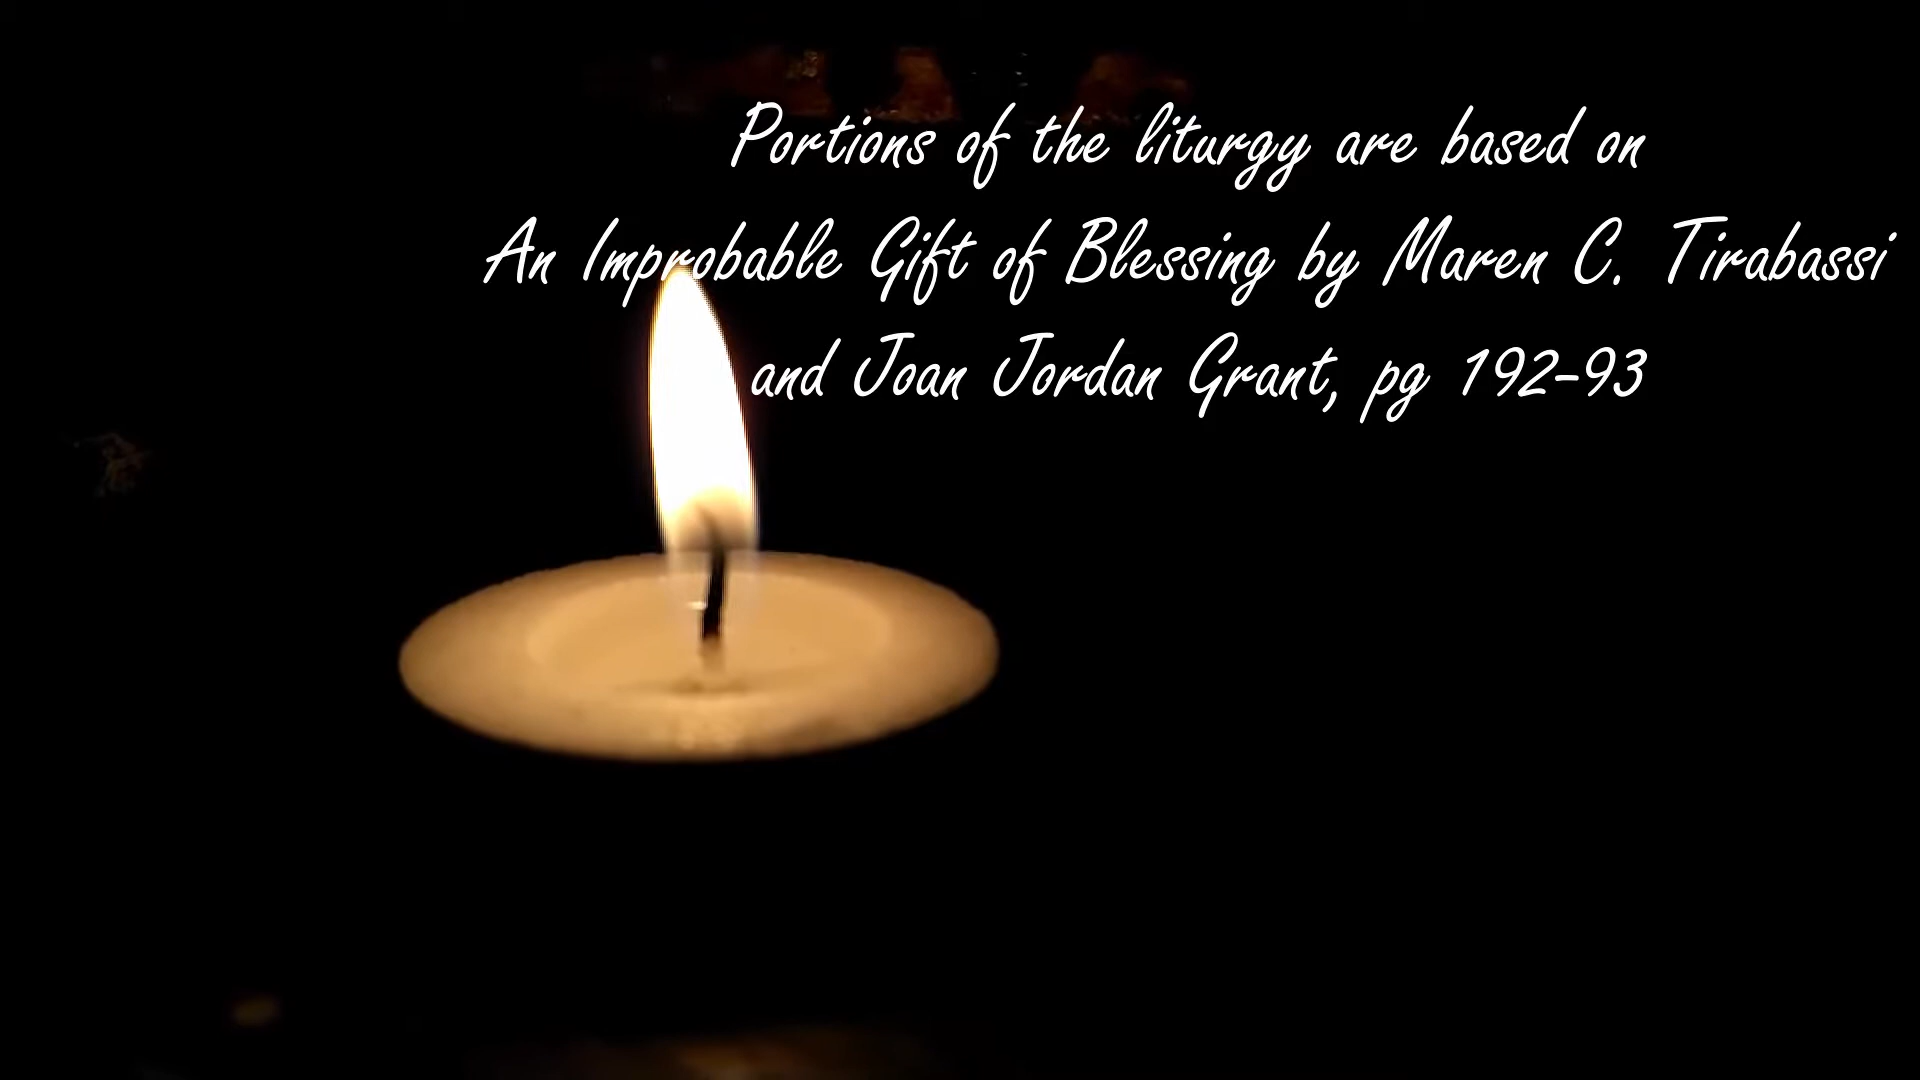 Portions of the liturgy are based on
An Improbable Gift of Blessing by Maren C. Tirabassi
and Joan Jordan Grant, pg 192-93